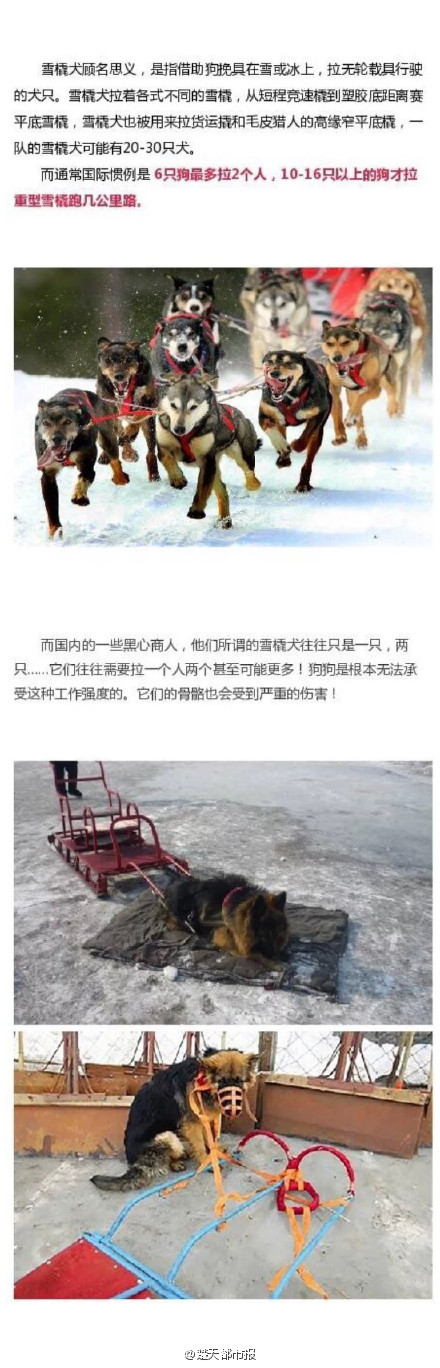 雪橇犬顾名思义，是指借助狗挽具在雪或冰上，拉无轮载具行驶
的犬只。雪橇犬拉着各式不同的雪橇，从短程竞速橇到塑胶底距离赛
平底雪橇，雪橇犬也被用来拉货运撬和毛皮猎人的高缘窄平底橇，一
队的雪橇犬可能有20-30只犬。
而通常国际惯例是 6只狗最多拉2个人，10-16只以上的狗才拉
重型雪橇跑几公里路。
而国内的一些黑心商人，他们所谓的雪橇犬往往只是一只，两
只……它们往往需要拉一个人两个甚至可能更多！狗狗是根本无法承
受这种工作强度的。它们的骨骼也会受到严重的伤害！
@楚天都市报